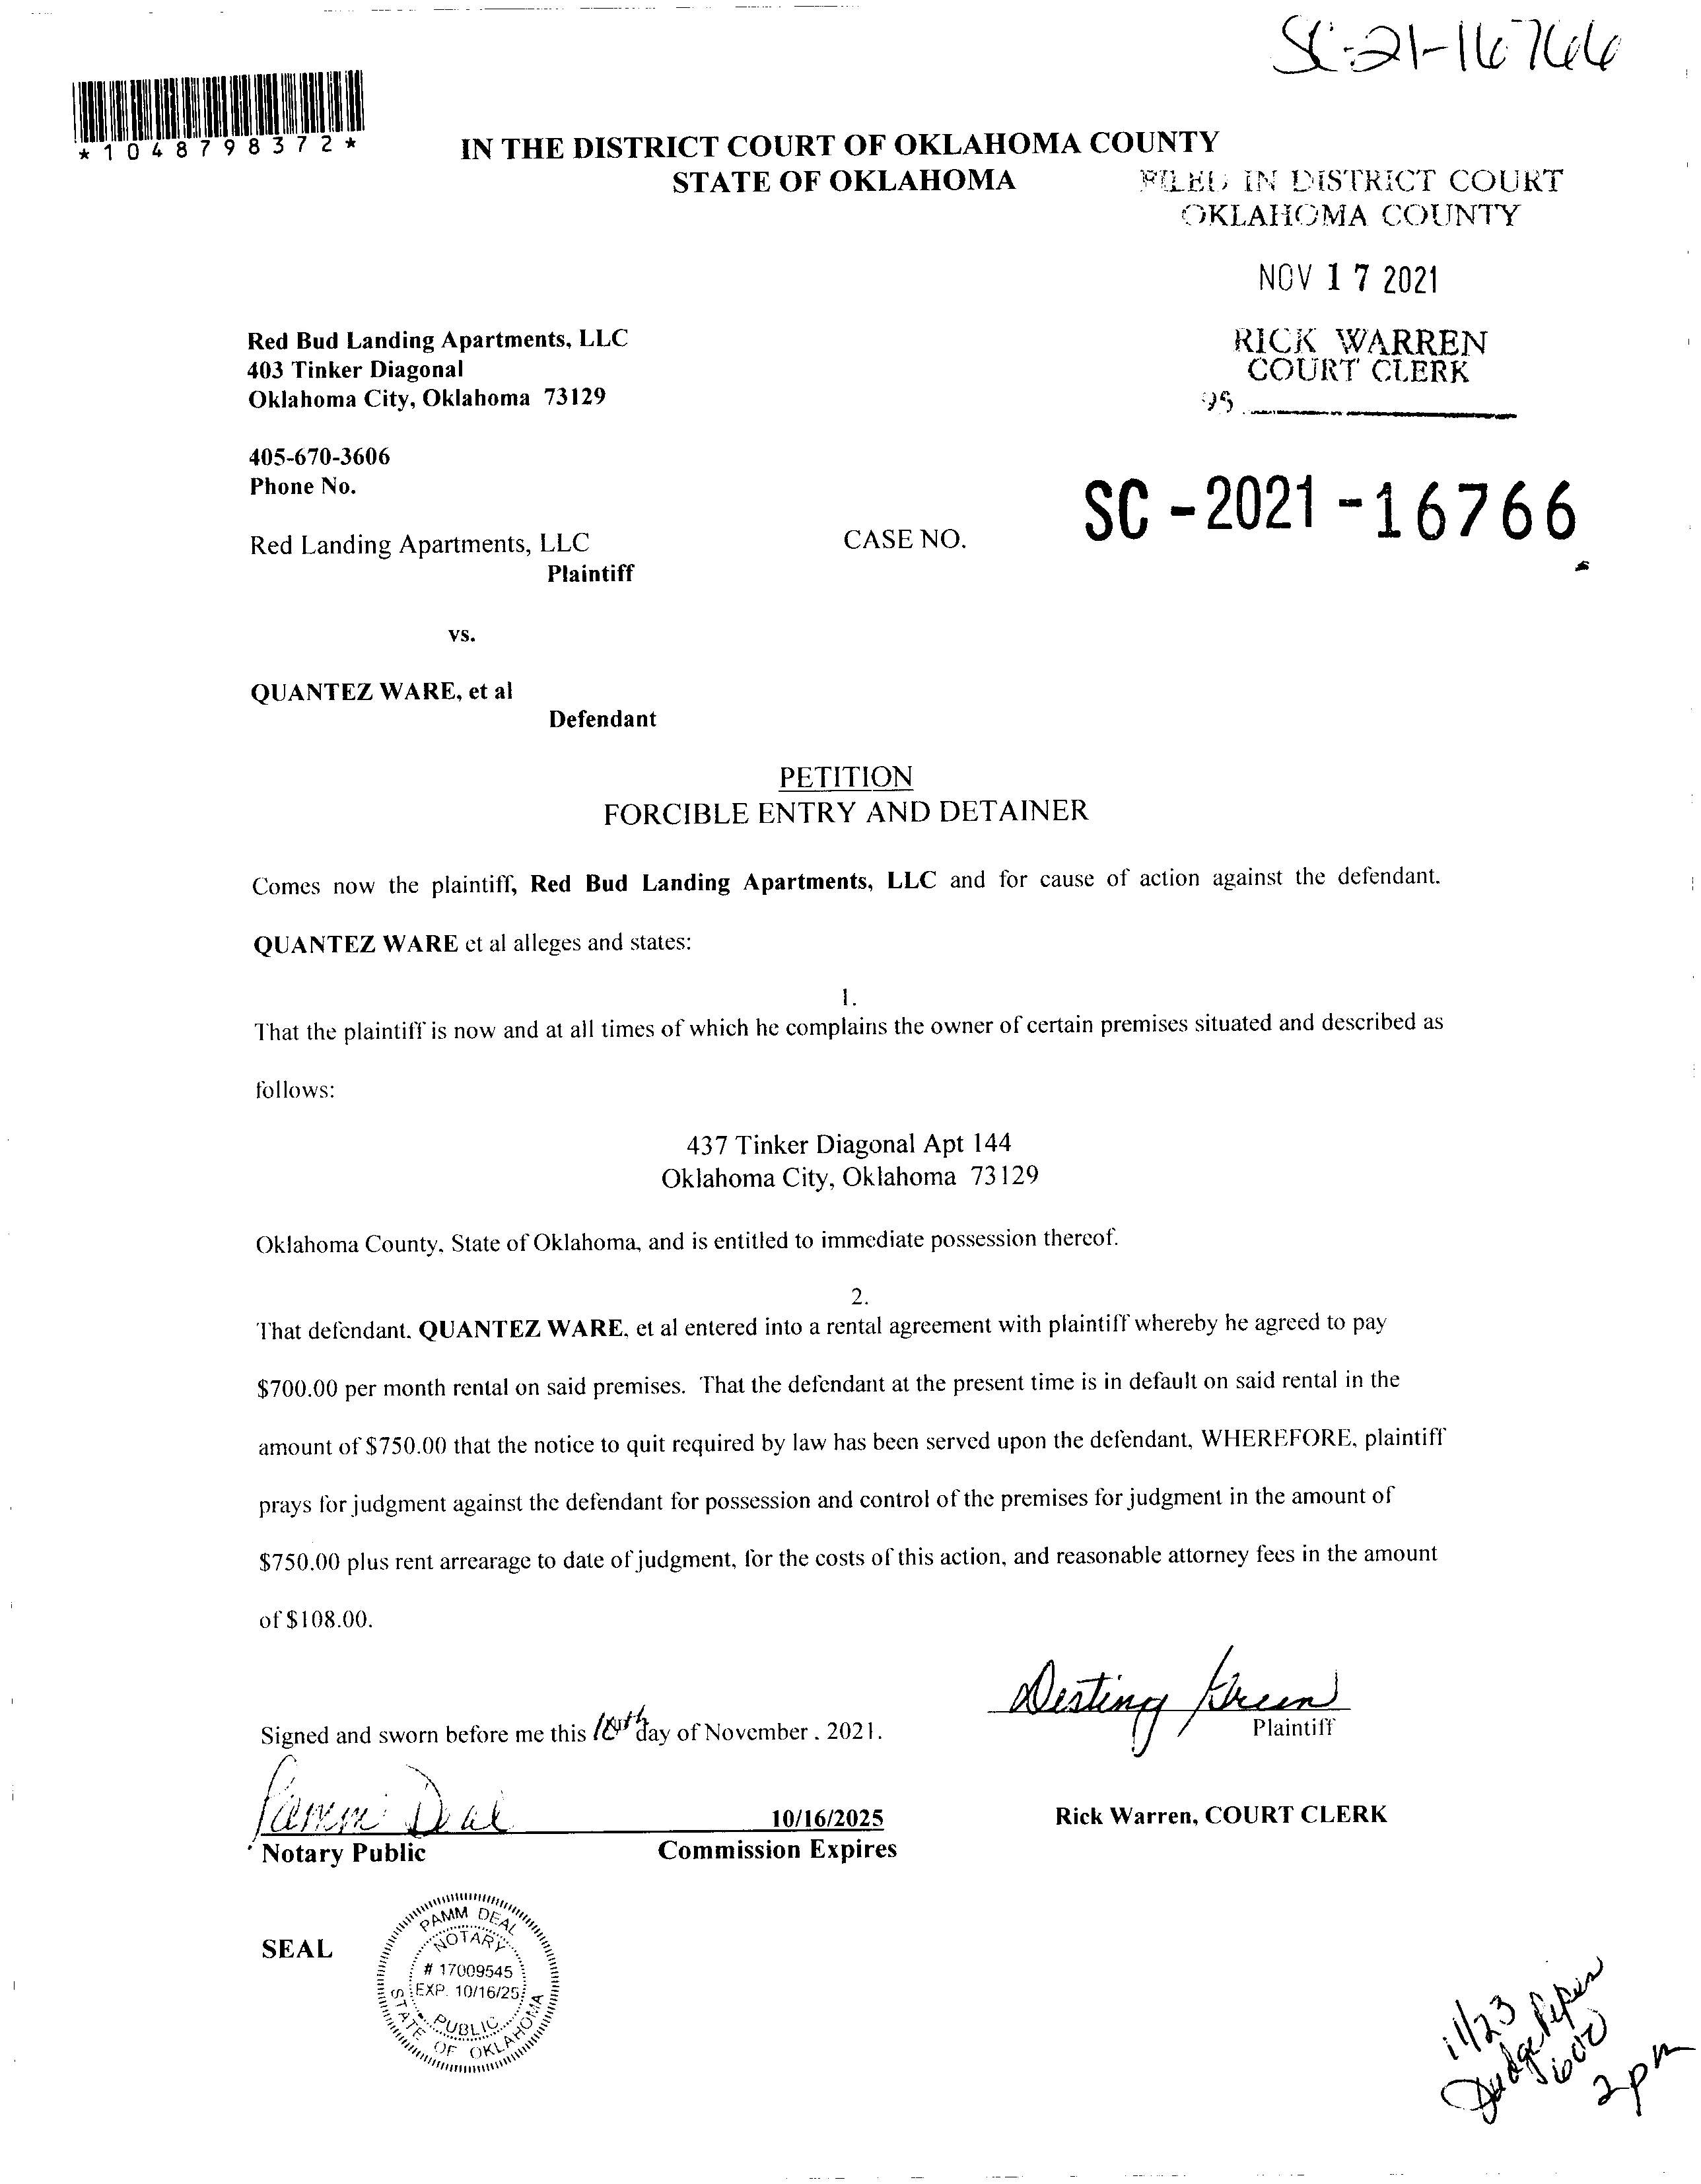 SC-21-16766
*1048798372*
IN THE DISTRICT COURT OF OKLAHOMA COUNTY
STATE OF OKLAHOMA
FILED IN DISTRICT COURT
OKLAHOMA COUNTY
NOV 17 2021
RICK WARREN
COURT CLERK
95
Red Bud Landing Apartments, LLC
403 Tinker Diagonal
Oklahoma City, Oklahoma 73129
405-670-3606
Phone No.
SC-2021-16766
Red Landing Apartments, LLC CASE NO.
Plaintiff
vs.
QUANTEZ WARE, et al
Defendant
PETITION
FORCIBLE ENTRY AND DETAINER
Comes now the plaintiff, Red Bud Landing Apartments, LLC and for cause of action against the defendant.
QUANTEZ WARE et al alleges and states:
1.
That the plaintiff is now and at all times of which he complains the owner of certain premises situated and described as
follows:
437 Tinker Diagonal Apt 144
Oklahoma City, Oklahoma 73129
Oklahoma County, State of Oklahoma, and is entitled to immediate possession thereof.
2.
That defendant. QUANTEZ WARE, et al entered into a rental agreement with plaintiff whereby he agreed to pay
$700.00 per month rental on said premises. That the defendant at the present time is in default on said rental in the
amount of $750.00 that the notice to quit required by law has been served upon the defendant, WHEREFORE, plaintiff
prays for judgment against the defendant for possession and control of the premises for judgment in the amount of
$750.00 plus rent arrearage to date of judgment, for the costs of this action, and reasonable attorney fees in the amount
of $108.00.
Destiny Green
Plaintiff
Signed and sworn before me this day of November . 2021.
Pamm Deal 10/16/2025 Rick Warren, COURT CLERK
Notary Public Commission Expires
SEAL
PAMM DEAL
NOTARY
# 17009545
EXP. 10/16/25
PUBLIC
STATE OF OKLAHOMA
11/23
Judge
600
2pm